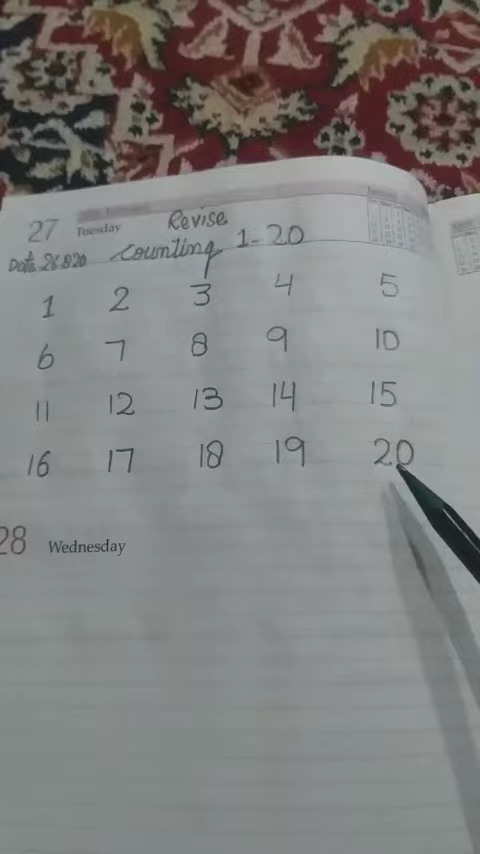 27 Tuesday Revise
Date 26.8.20 Counting 1-20
1 2 3 4 5
6 7 8 9 10
11 12 13 14 15
16 17 18 19 20
28 Wednesday